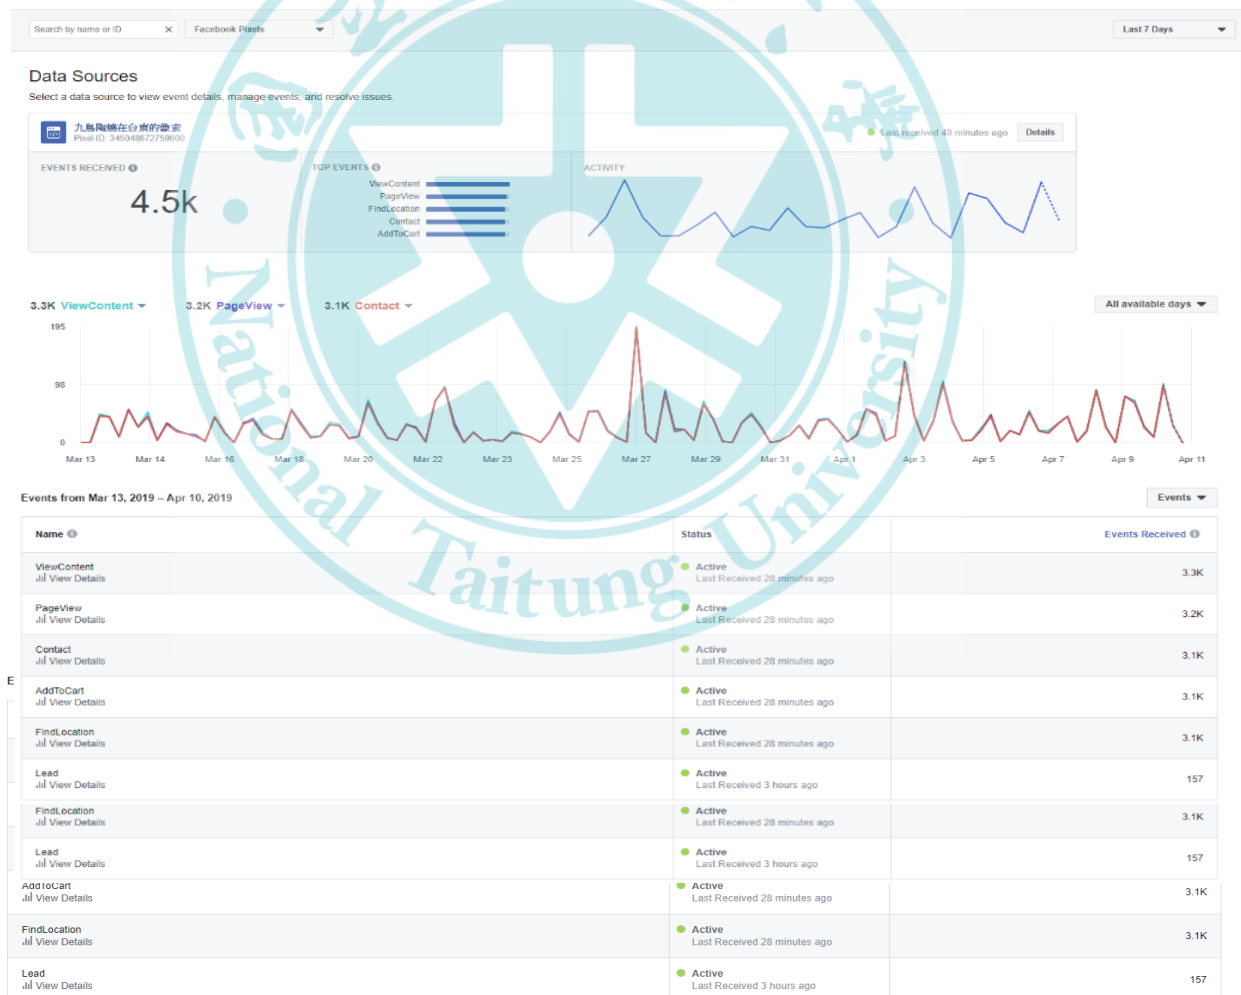 Search by name or ID
Facebook Pixels
Last 7 Days
Data Sources
Select a data source to view event details, manage events, and resolve issues.
Pixel ID: 345048672759900
Last received 40 minutes ago
Details
EVENTS RECEIVED
4.5k
TOP EVENTS
ViewContent
PageView
FindLocation
Contact
AddToCart
ACTIVITY
3.3K ViewContent
3.2K PageView
3.1K Contact
All available days
195
98
0
Mar 13 Mar 14 Mar 16 Mar 18 Mar 20 Mar 22 Mar 23 Mar 25 Mar 27 Mar 29 Mar 31 Apr 1 Apr 3 Apr 5 Apr 7 Apr 9 Apr 11
Events from Mar 13, 2019 – Apr 10, 2019
Events
Name Status Events Received
ViewContent Active 3.3K
View Details Last Received 28 minutes ago
PageView Active 3.2K
View Details Last Received 28 minutes ago
Contact Active 3.1K
View Details Last Received 28 minutes ago
E
AddToCart Active 3.1K
View Details Last Received 28 minutes ago
FindLocation Active 3.1K
View Details Last Received 28 minutes ago
Lead Active 157
View Details Last Received 3 hours ago
FindLocation Active 3.1K
View Details Last Received 28 minutes ago
Lead Active 157
View Details Last Received 3 hours ago
AddToCart Active 3.1K
View Details Last Received 28 minutes ago
FindLocation Active 3.1K
View Details Last Received 28 minutes ago
Lead Active 157
View Details Last Received 3 hours ago
National Taitung University